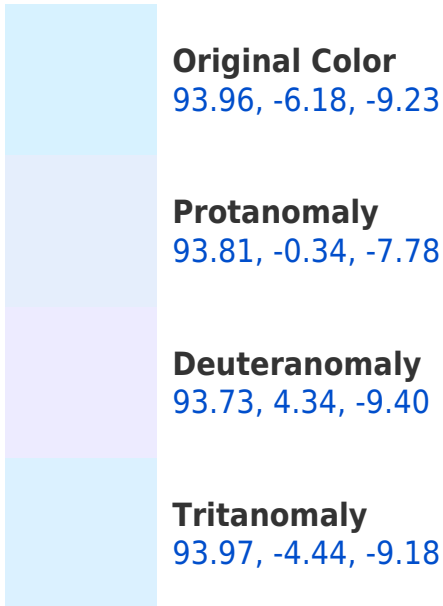 Original Color
93.96, -6.18, -9.23
Protanomaly
93.81, -0.34, -7.78
Deuteranomaly
93.73, 4.34, -9.40
Tritanomaly
93.97, -4.44, -9.18